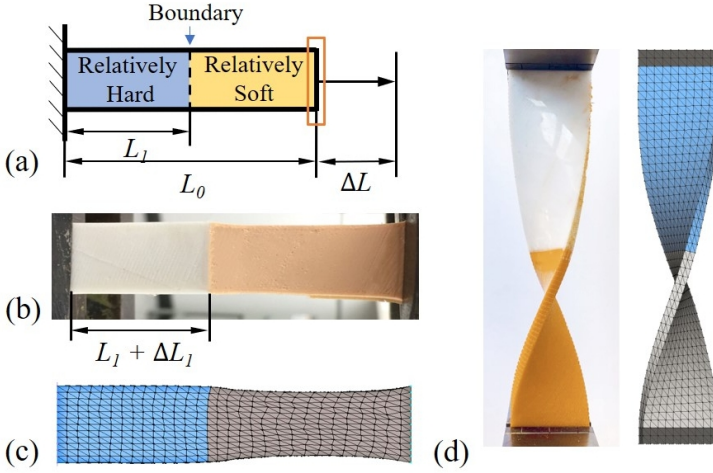 Boundary
Relatively Hard
Relatively Soft
L₁
L₀
ΔL
(a)
(b)
L₁ + ΔL₁
(c)
(d)